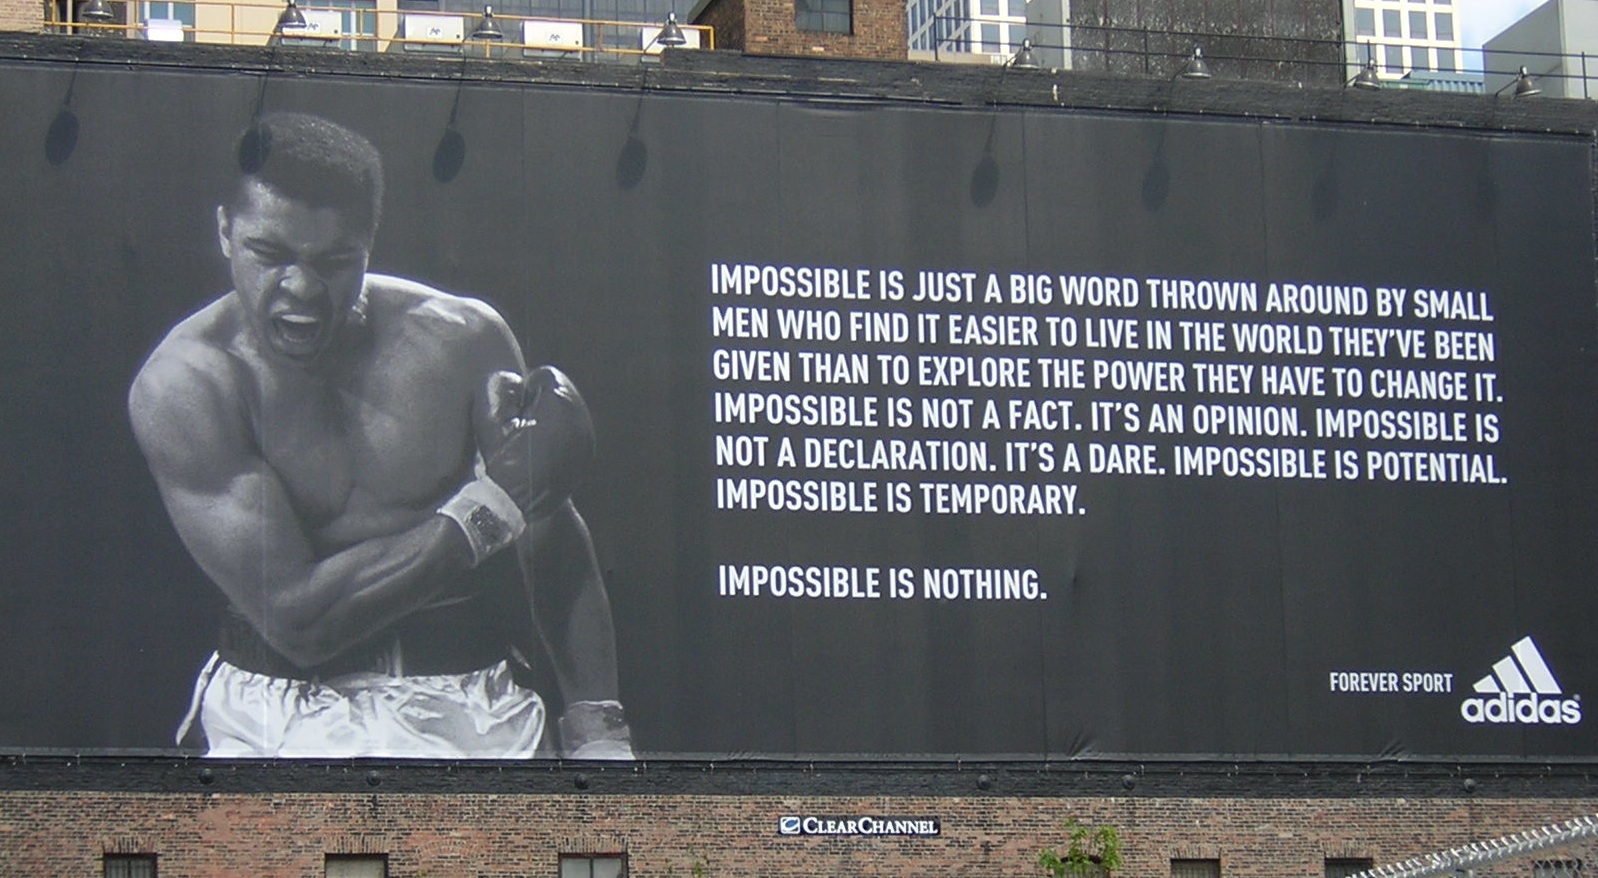 IMPOSSIBLE IS JUST A BIG WORD THROWN AROUND BY SMALL
MEN WHO FIND IT EASIER TO LIVE IN THE WORLD THEY'VE BEEN
GIVEN THAN TO EXPLORE THE POWER THEY HAVE TO CHANGE IT.
IMPOSSIBLE IS NOT A FACT. IT'S AN OPINION. IMPOSSIBLE IS
NOT A DECLARATION. IT'S A DARE. IMPOSSIBLE IS POTENTIAL.
IMPOSSIBLE IS TEMPORARY.
IMPOSSIBLE IS NOTHING.
FOREVER SPORT
adidas®
CLEARCHANNEL